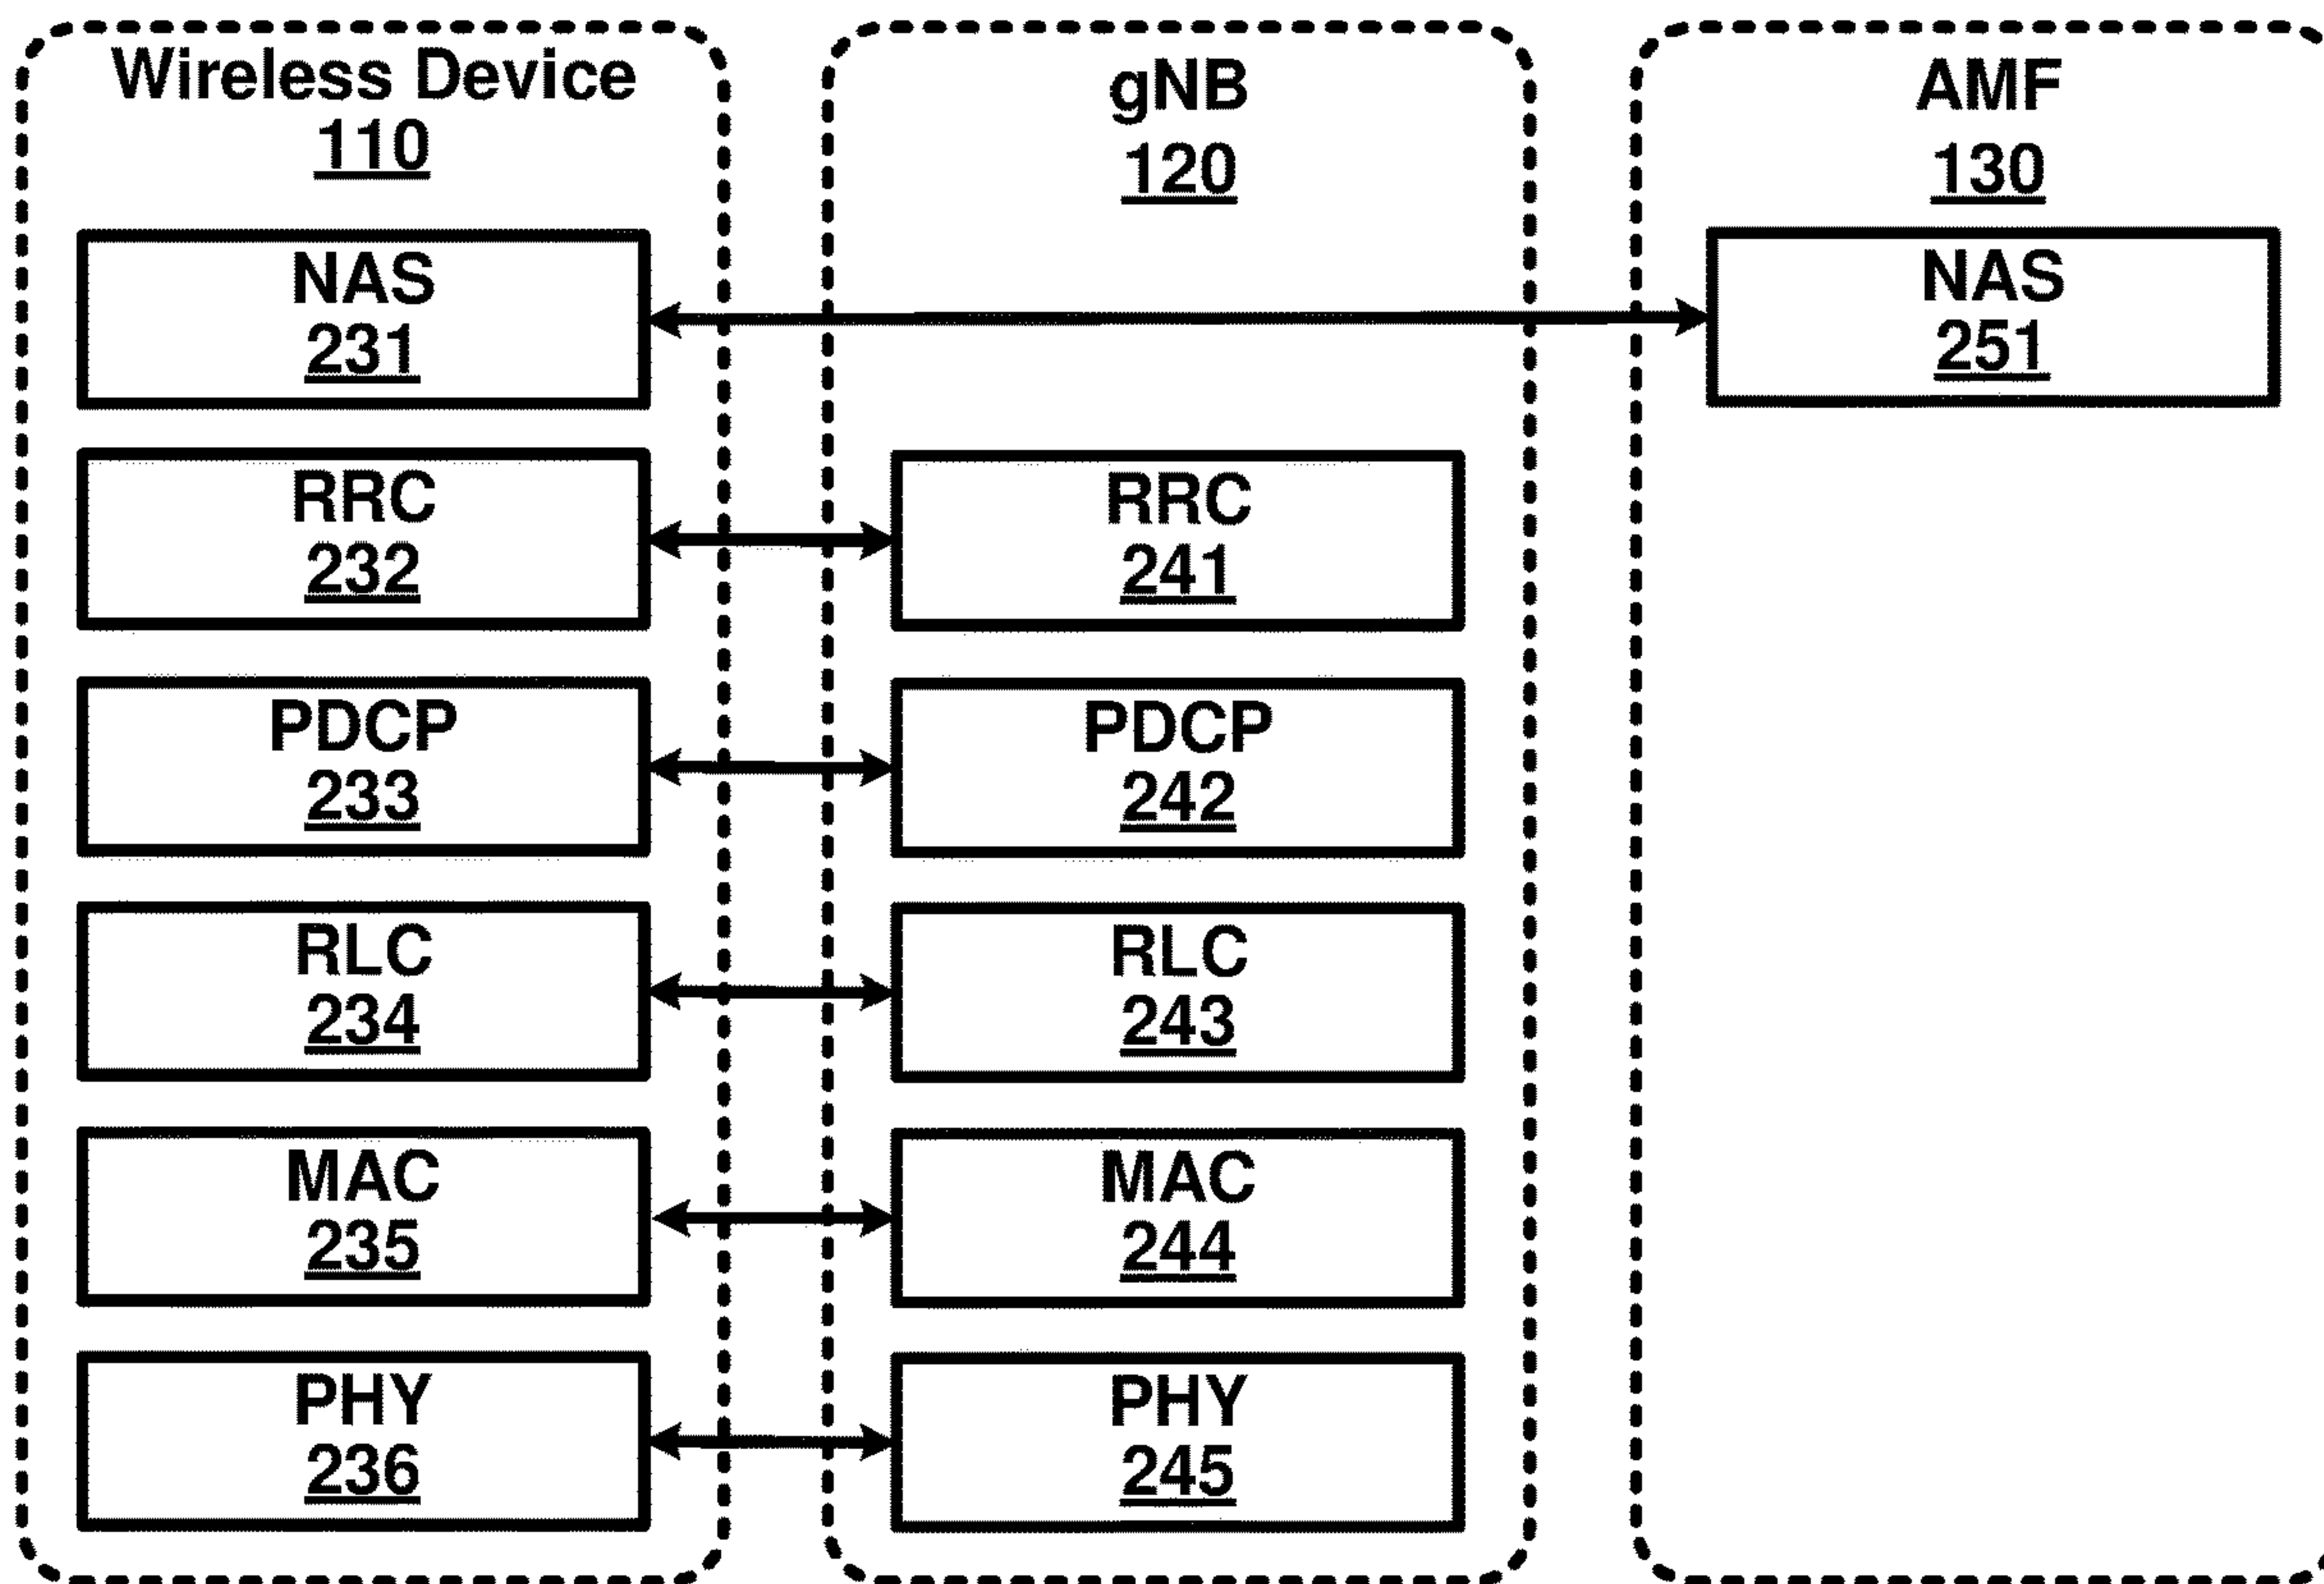 Wireless Device
110
gNB
120
AMF
130
NAS
231
NAS
251
RRC
232
RRC
241
PDCP
233
PDCP
242
RLC
234
RLC
243
MAC
235
MAC
244
PHY
236
PHY
245